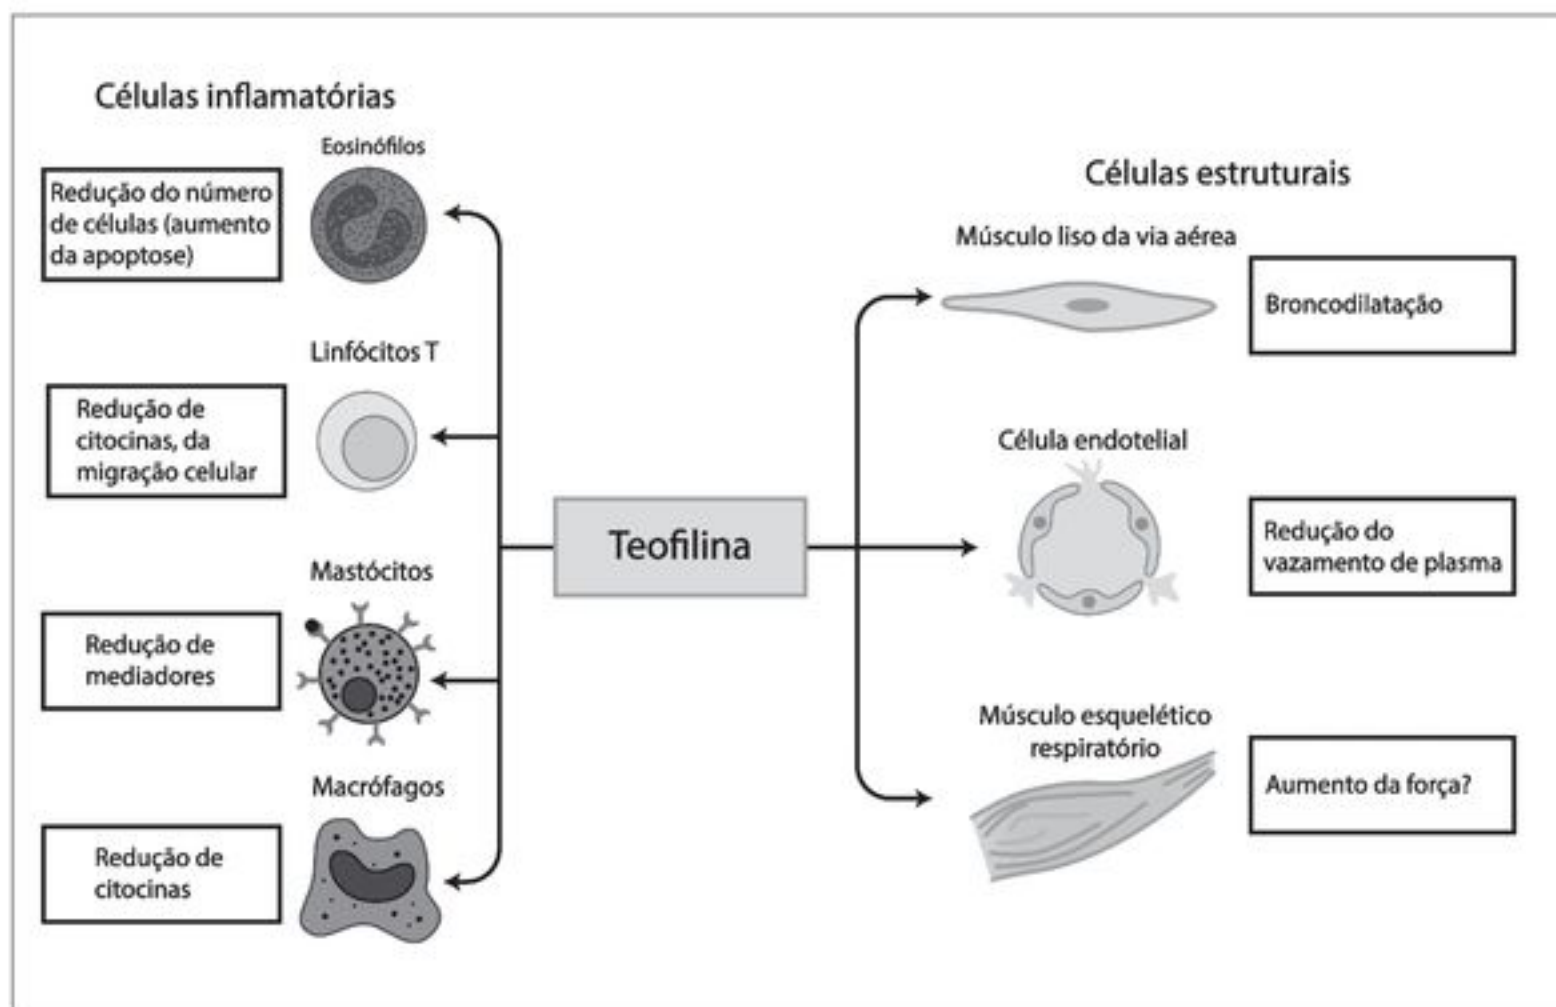 Células inflamatórias
Eosinófilos
Redução do número
de células (aumento
da apoptose)
Linfócitos T
Redução de
citocinas, da
migração celular
Mastócitos
Redução de
mediadores
Macrófagos
Redução de
citocinas
Teofilina
Células estruturais
Músculo liso da via aérea
Broncodilatação
Célula endotelial
Redução do
vazamento de plasma
Músculo esquelético
respiratório
Aumento da força?